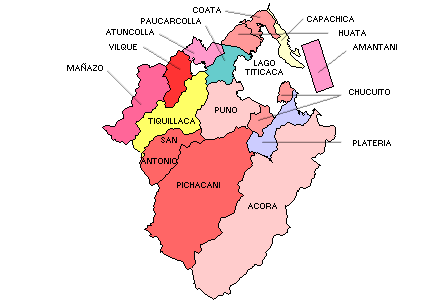 COATA
PAUCARCOLLA
CAPACHICA
ATUNCOLLA
HUATA
VILQUE
AMANTANI
MAÑAZO
LAGO
TITICACA
CHUCUITO
PUNO
TIQUILLACA
SAN
ANTONIO
PLATERIA
PICHACANI
ACORA